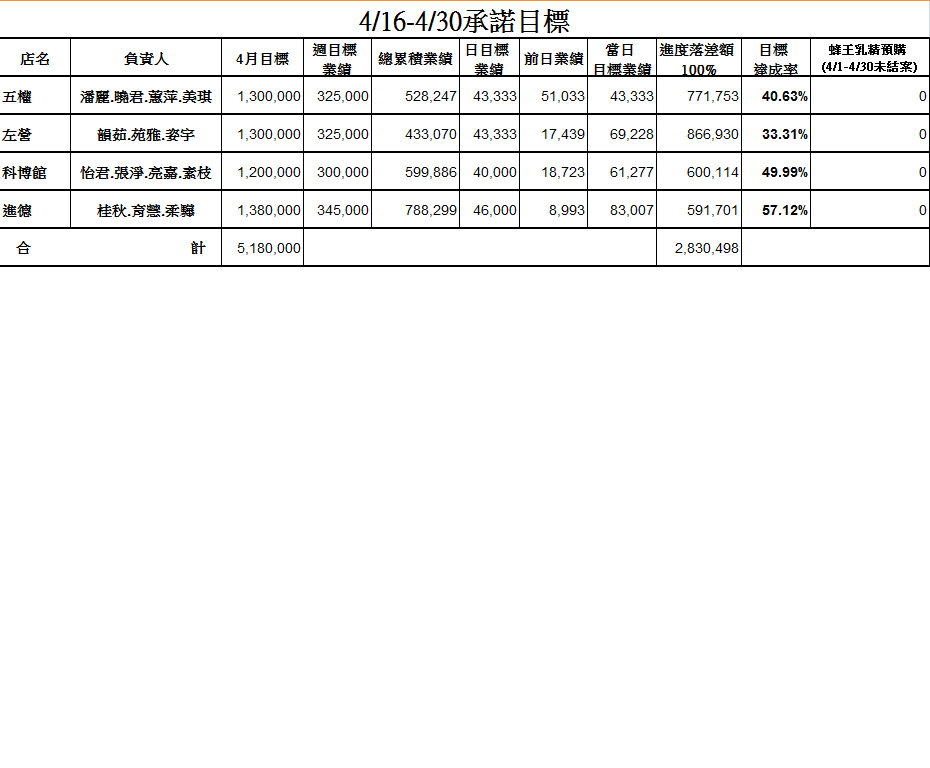 4/16-4/30承諾目標
店名 負責人 4月目標 週目標業績 總累積業績 日目標業績 前日業績 當日目標業績 進度落差額100% 目標達成率 蜂王乳精預購(4/1-4/30未結案)
五權 潘麗.曉君.蕙萍.美琪 1,300,000 325,000 528,247 43,333 51,033 43,333 771,753 40.63% 0
左營 韻茹.苑雅.姿宇 1,300,000 325,000 433,070 43,333 17,439 69,228 866,930 33.31% 0
科博館 怡君.張淨.亮嘉.素枝 1,200,000 300,000 599,886 40,000 18,723 61,277 600,114 49.99% 0
進德 桂秋.育慧.柔驊 1,380,000 345,000 788,299 46,000 8,993 83,007 591,701 57.12% 0
合 計 5,180,000 2,830,498